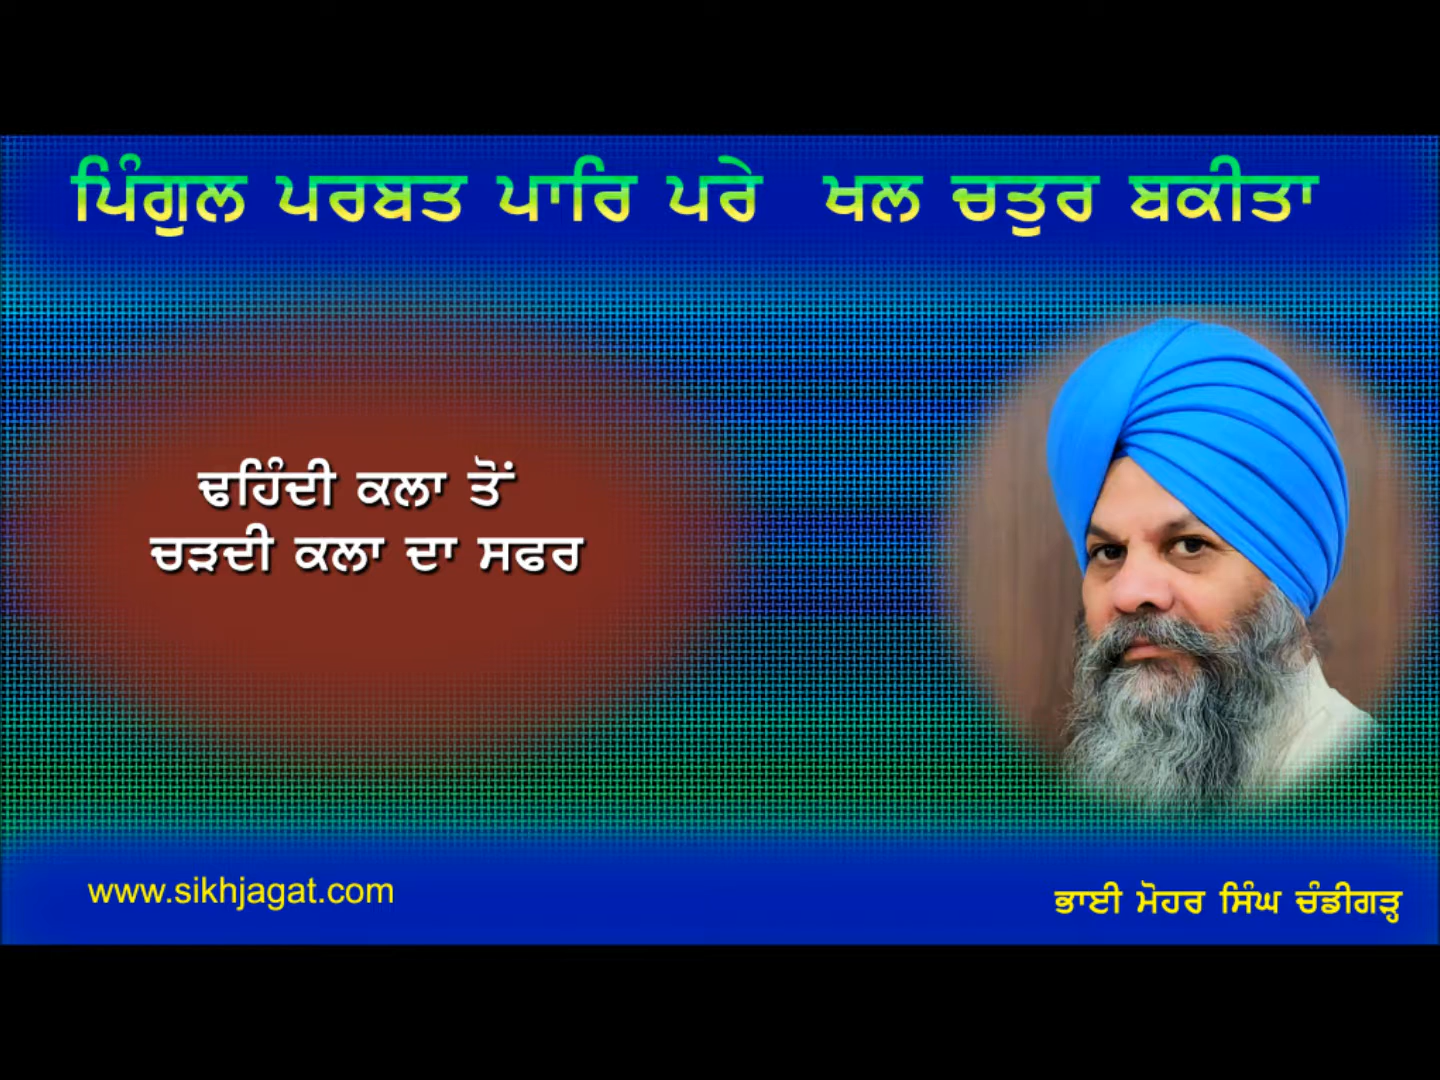 ਪਿੰਗੁਲ ਪਰਬਤ ਪਾਰਿ ਪਰੇ ਖਲ ਚਤੁਰ ਬਕੀਤਾ
ਢਹਿੰਦੀ ਕਲਾ ਤੋਂ
ਚੜਦੀ ਕਲਾ ਦਾ ਸਫਰ
www.sikhjagat.com
ਭਾਈ ਮੋਹਰ ਸਿੰਘ ਚੰਡੀਗੜ੍ਹ